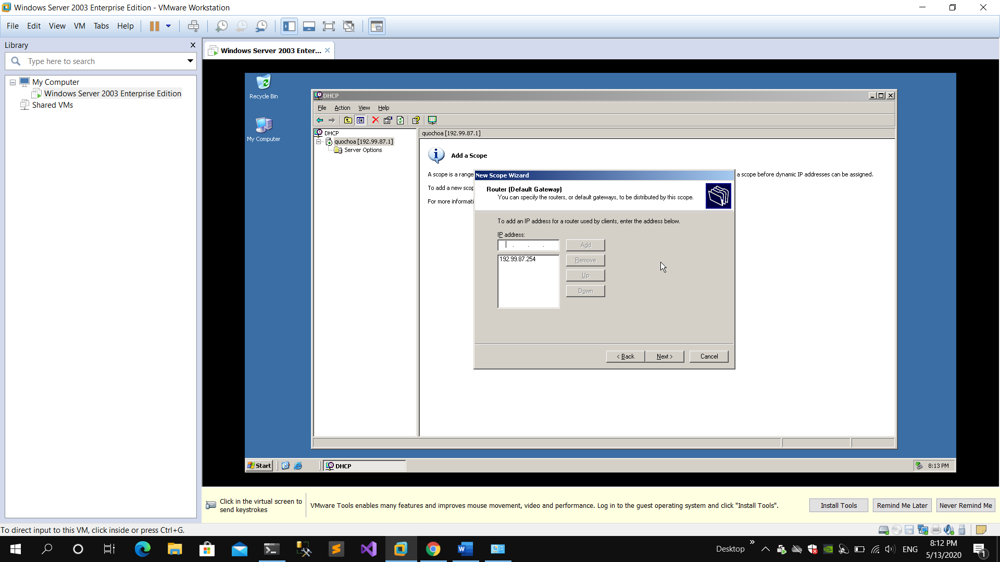 Windows Server 2003 Enterprise Edition - VMware Workstation
File Edit View VM Tabs Help
Library
Type here to search
My Computer
Windows Server 2003 Enterprise Edition
Shared VMs
Windows Server 2003 Enter...
Recycle Bin
My Computer
DHCP
File Action View Help
DHCP
quochoa [192.99.87.1]
Server Options
quochoa [192.99.87.1]
Add a Scope
A scope is a range
a scope before dynamic IP addresses can be assigned.
To add a new scop
For more informati
New Scope Wizard
Router (Default Gateway)
You can specify the routers, or default gateways, to be distributed by this scope.
To add an IP address for a router used by clients, enter the address below.
IP address:
. . .
Add
192.99.87.254
Remove
Up
Down
< Back Next > Cancel
Start DHCP 8:13 PM
Click in the virtual screen to
send keystrokes
VMware Tools enables many features and improves mouse movement, video and performance. Log in to the guest operating system and click "Install Tools".
Install Tools Remind Me Later Never Remind Me
To direct input to this VM, click inside or press Ctrl+G.
Desktop » ENG
8:12 PM
5/13/2020
1